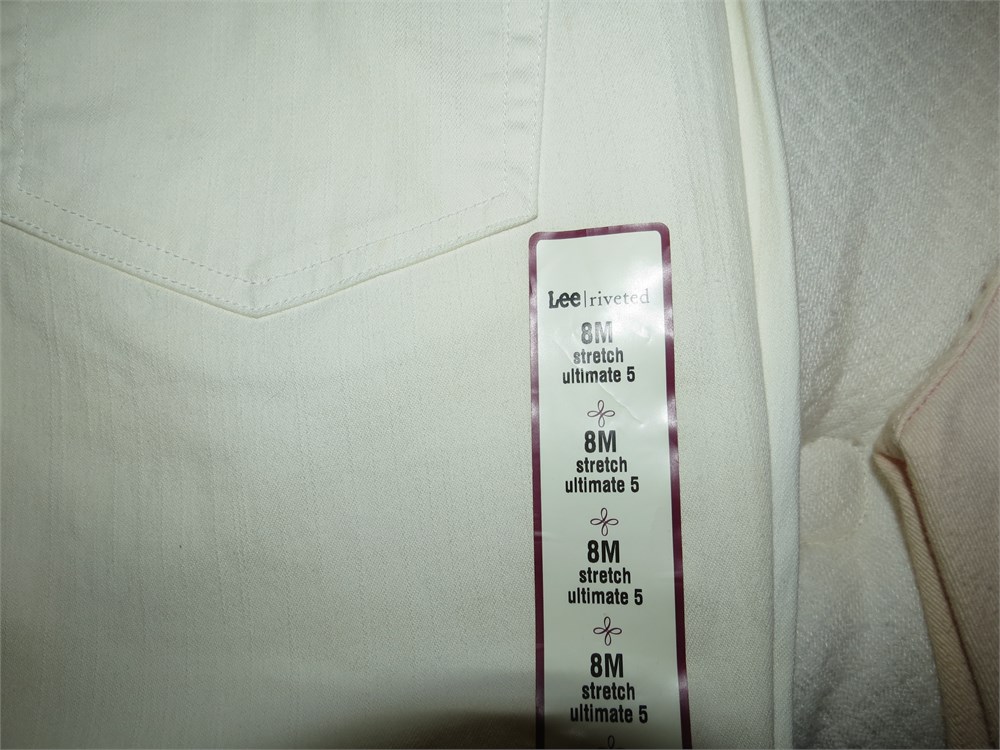 Lee|riveted
8M
stretch
ultimate 5
8M
stretch
ultimate 5
8M
stretch
ultimate 5
8M
stretch
ultimate 5